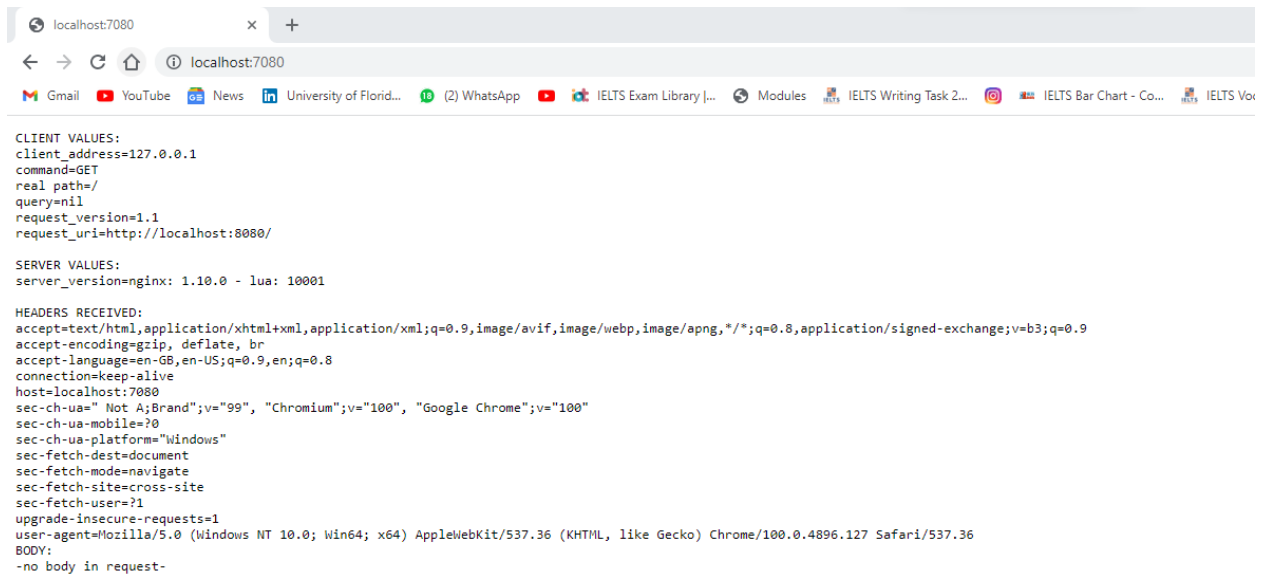 localhost:7080
localhost:7080
Gmail YouTube News University of Florid... (2) WhatsApp IELTS Exam Library |... Modules IELTS Writing Task 2... IELTS Bar Chart - Co... IELTS Voc
CLIENT VALUES:
client_address=127.0.0.1
command=GET
real path=/
query=nil
request_version=1.1
request_uri=http://localhost:8080/
SERVER VALUES:
server_version=nginx: 1.10.0 - lua: 10001
HEADERS RECEIVED:
accept=text/html,application/xhtml+xml,application/xml;q=0.9,image/avif,image/webp,image/apng,*/*;q=0.8,application/signed-exchange;v=b3;q=0.9
accept-encoding=gzip, deflate, br
accept-language=en-GB,en-US;q=0.9,en;q=0.8
connection=keep-alive
host=localhost:7080
sec-ch-ua=" Not A;Brand";v="99", "Chromium";v="100", "Google Chrome";v="100"
sec-ch-ua-mobile=?0
sec-ch-ua-platform="Windows"
sec-fetch-dest=document
sec-fetch-mode=navigate
sec-fetch-site=cross-site
sec-fetch-user=?1
upgrade-insecure-requests=1
user-agent=Mozilla/5.0 (Windows NT 10.0; Win64; x64) AppleWebKit/537.36 (KHTML, like Gecko) Chrome/100.0.4896.127 Safari/537.36
BODY:
-no body in request-